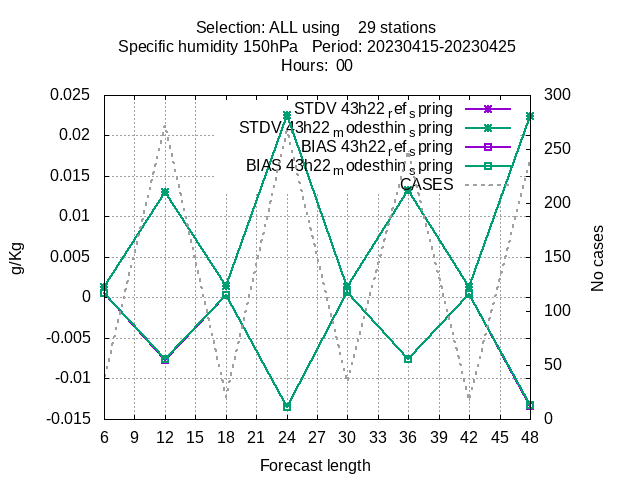 Selection: ALL using 29 stations
Specific humidity 150hPa Period: 20230415-20230425
Hours: 00
0.025
0.02
0.015
0.01
0.005
0
-0.005
-0.01
-0.015
g/Kg
STDV 43h22_ref_spring
STDV 43h22_modesthin_spring
BIAS 43h22_ref_spring
BIAS 43h22_modesthin_spring
CASES
300
250
200
150
100
50
0
No cases
6 9 12 15 18 21 24 27 30 33 36 39 42 45 48
Forecast length